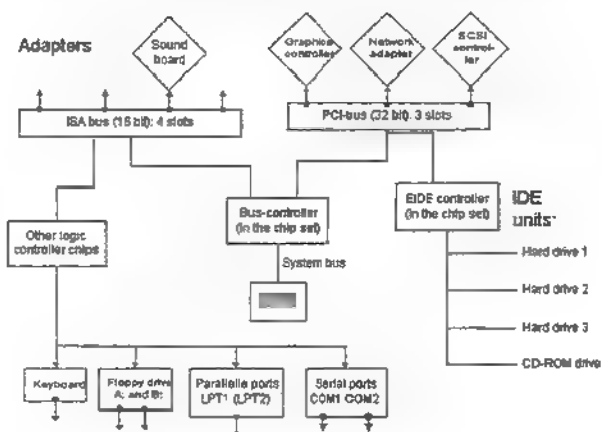 Adapters
Sound
board
Graphics
controller
Network
adapter
SCSI
control-
ler
ISA bus (16 bit): 4 slots
PCI-bus (32 bit). 3 slots
Bus-controller
(in the chip set)
EIDE controller
(in the chip set)
IDE
units:
Other logic
controller chips
System bus
Hard drive 1
Hard drive 2
Hard drive 3
CD-ROM drive
Keyboard
Floppy drive
A: and B:
Parallelle ports
LPT1 (LPT2)
Serial ports
COM1 COM2